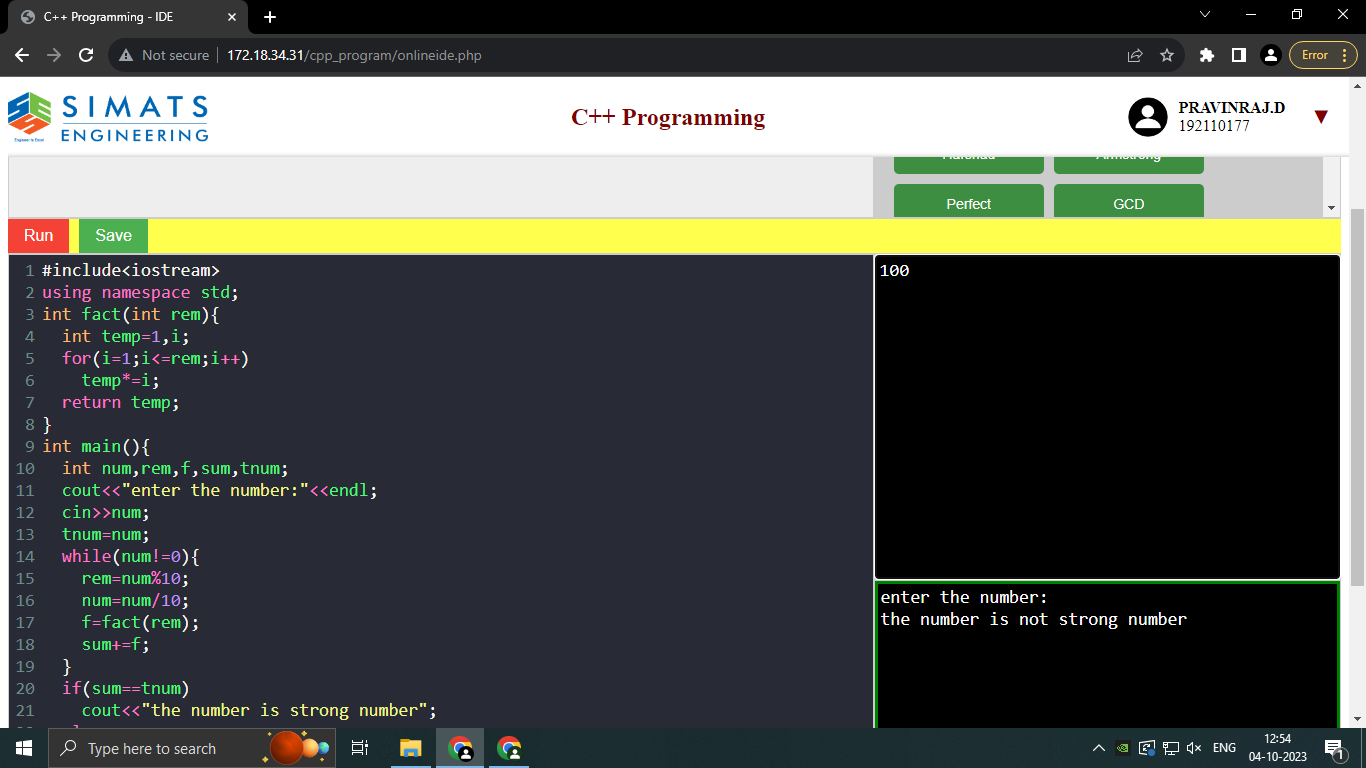 C++ Programming - IDE
Not secure
172.18.34.31/cpp_program/onlineide.php
Error
SIMATS
ENGINEERING
C++ Programming
PRAVINRAJ.D
192110177
Armstrong
Perfect
GCD
Run
Save
1 #include<iostream>
2 using namespace std;
3 int fact(int rem){
4 int temp=1,i;
5 for(i=1;i<=rem;i++)
6 temp*=i;
7 return temp;
8 }
9 int main(){
10 int num,rem,f,sum,tnum;
11 cout<<"enter the number:"<<endl;
12 cin>>num;
13 tnum=num;
14 while(num!=0){
15 rem=num%10;
16 num=num/10;
17 f=fact(rem);
18 sum+=f;
19 }
20 if(sum==tnum)
21 cout<<"the number is strong number";
100
enter the number:
the number is not strong number
Type here to search
ENG
12:54
04-10-2023
1